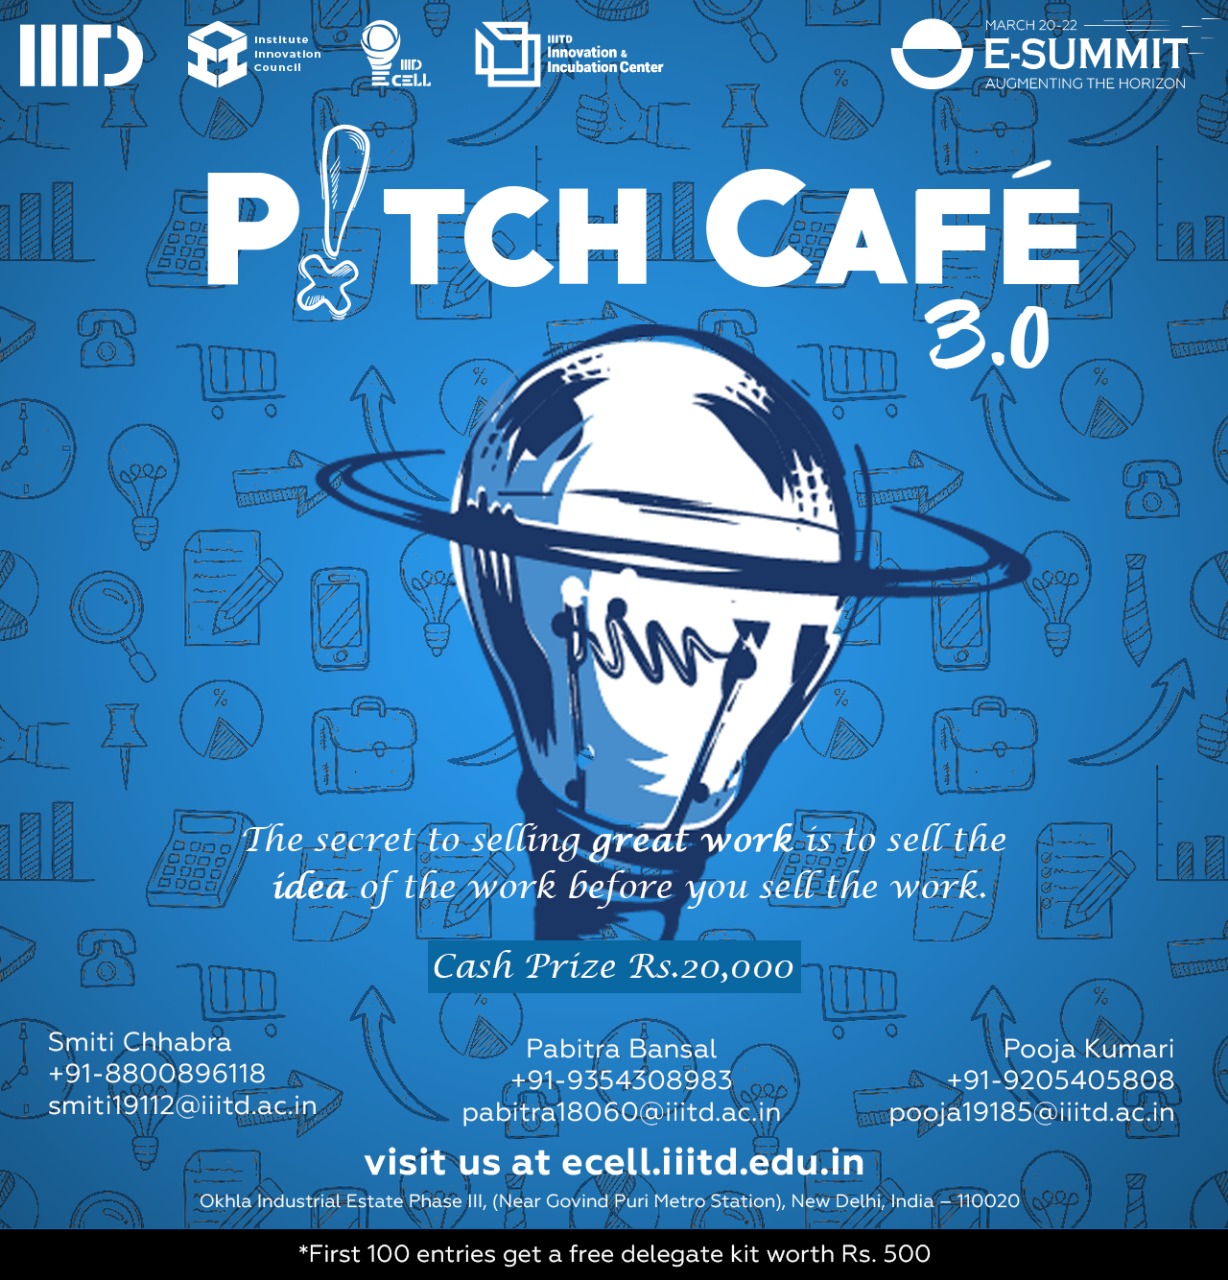 IIITD
Institute
Innovation
Council
IIID
ECELL
IIITD
Innovation &
Incubation Center
MARCH 20-22
E-SUMMIT
AUGMENTING THE HORIZON
P!TCH CAFÉ
3.0
The secret to selling great work is to sell the
idea of the work before you sell the work.
Cash Prize Rs.20,000
Smiti Chhabra
+91-8800896118
smiti19112@iiitd.ac.in
Pabitra Bansal
+91-9354308983
pabitra18060@iiitd.ac.in
Pooja Kumari
+91-9205405808
pooja19185@iiitd.ac.in
visit us at ecell.iiitd.edu.in
Okhla Industrial Estate Phase III, (Near Govind Puri Metro Station), New Delhi, India – 110020
*First 100 entries get a free delegate kit worth Rs. 500